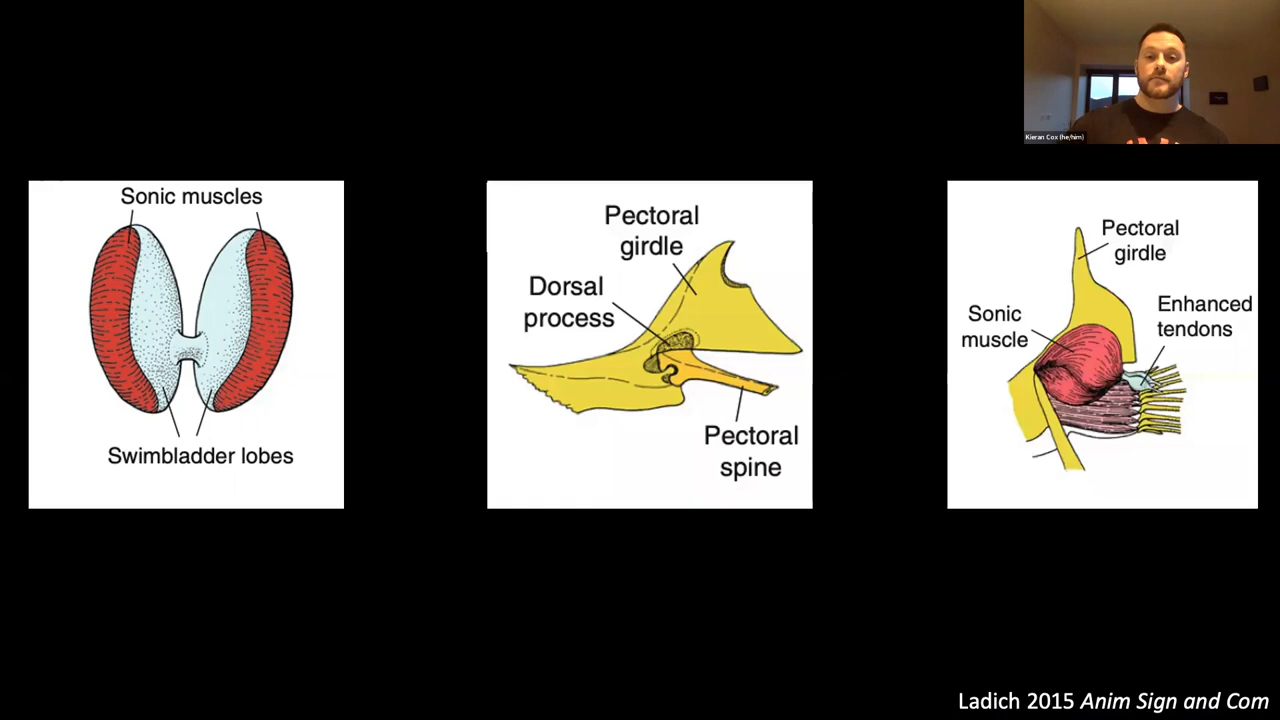 Kieran Cox (he/him)
Sonic muscles
Swimbladder lobes
Pectoral
girdle
Dorsal
process
Pectoral
spine
Pectoral
girdle
Sonic
muscle
Enhanced
tendons
Ladich 2015 Anim Sign and Com